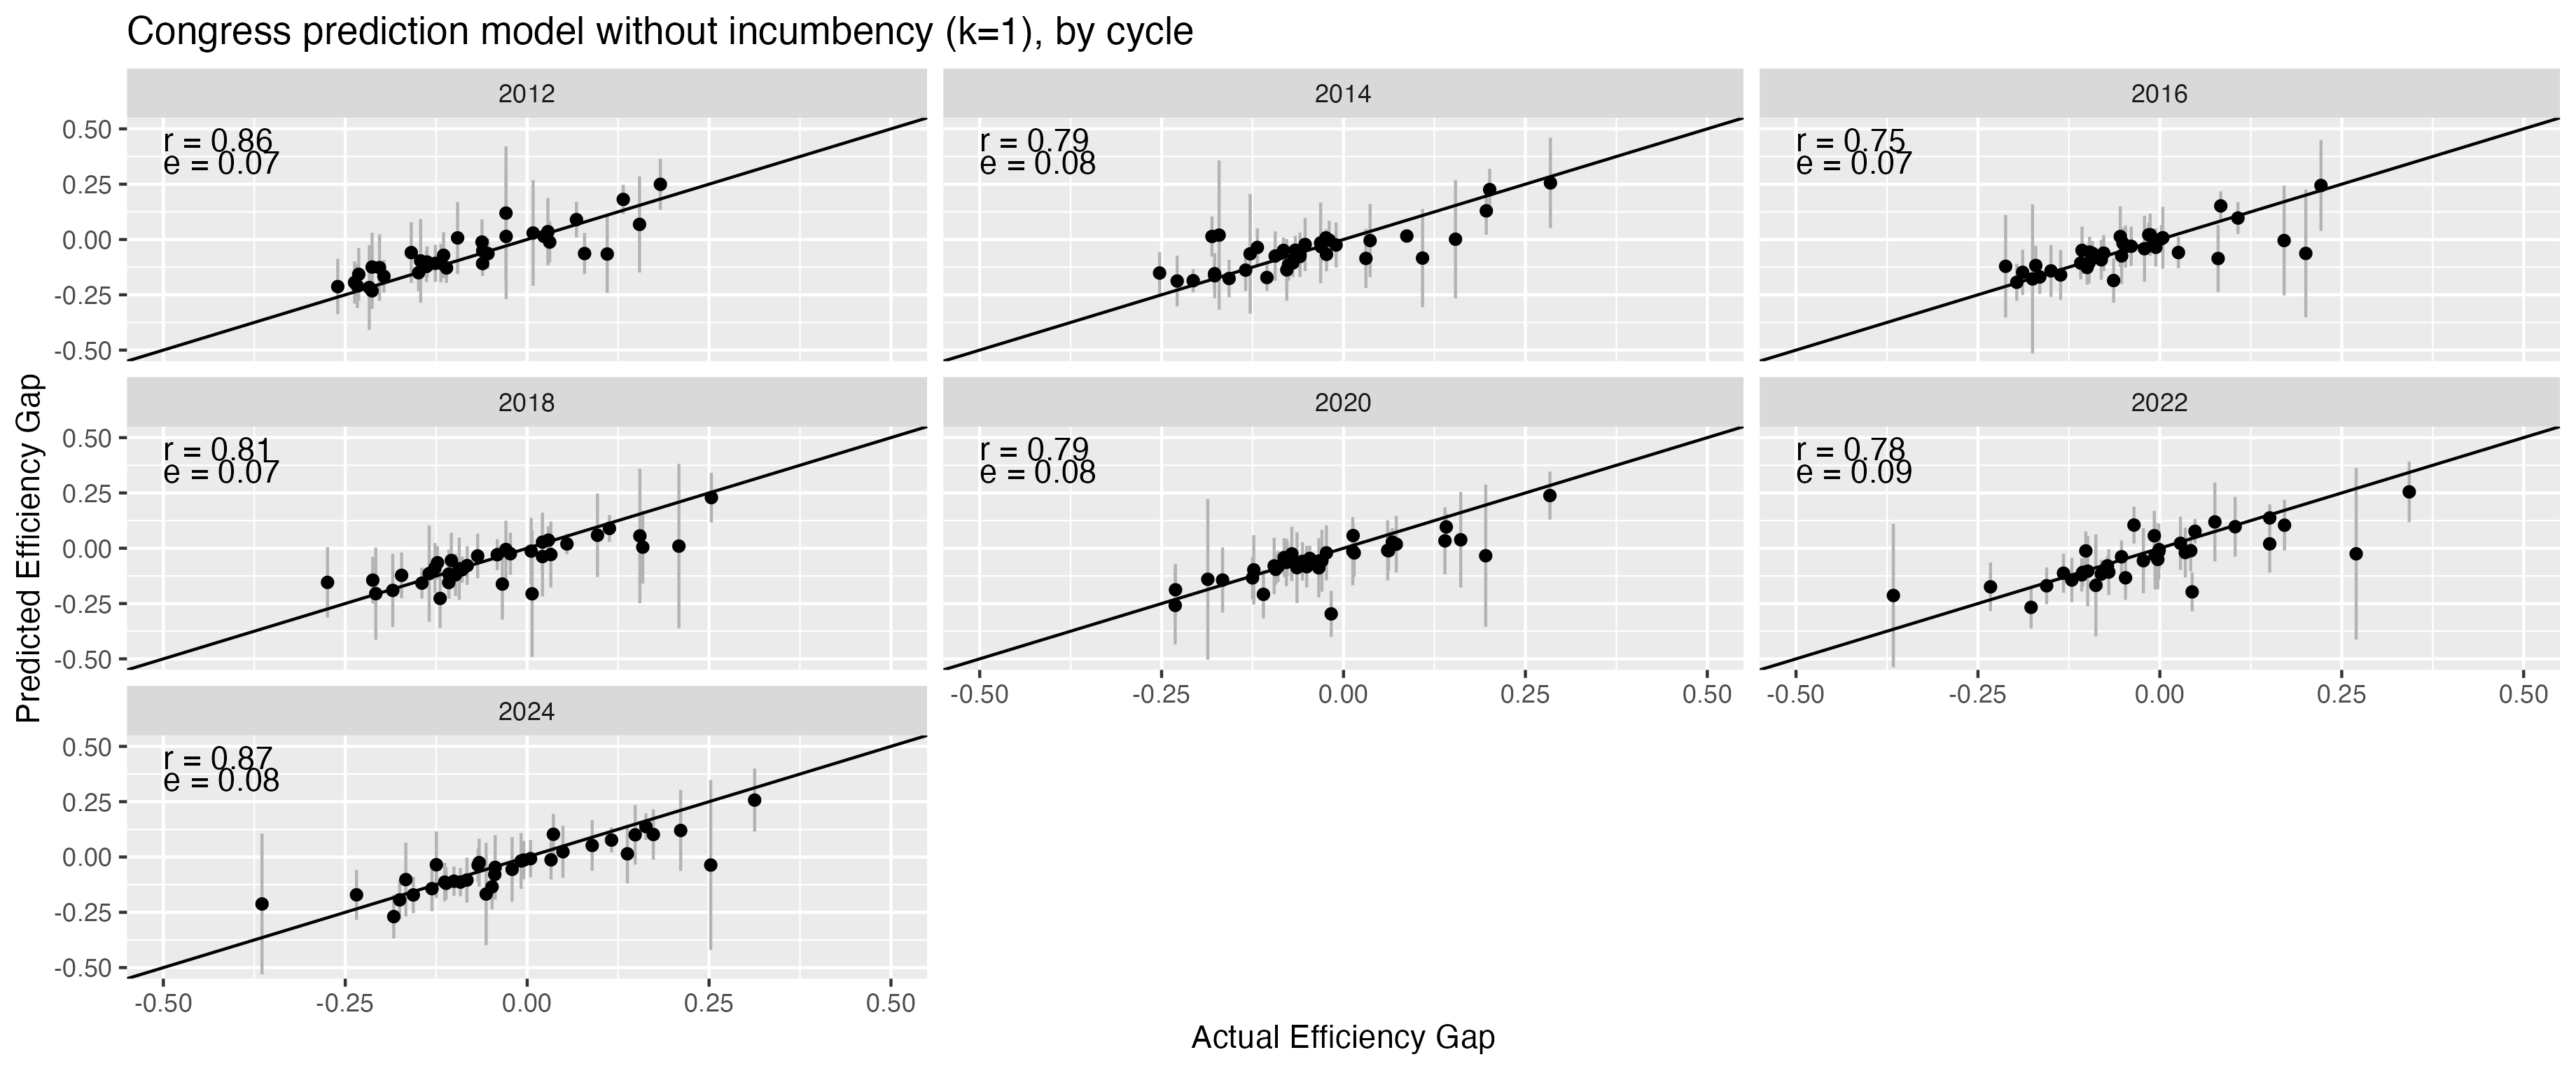 Congress prediction model without incumbency (k=1), by cycle
2012
2014
2016
r = 0.86
e = 0.07
r = 0.79
e = 0.08
r = 0.75
e = 0.07
0.50
0.25
0.00
-0.25
-0.50
2018
2020
2022
r = 0.81
e = 0.07
r = 0.79
e = 0.08
r = 0.78
e = 0.09
0.50
0.25
0.00
-0.25
-0.50
-0.50 -0.25 0.00 0.25 0.50
-0.50 -0.25 0.00 0.25 0.50
2024
r = 0.87
e = 0.08
0.50
0.25
0.00
-0.25
-0.50
-0.50 -0.25 0.00 0.25 0.50
Predicted Efficiency Gap
Actual Efficiency Gap